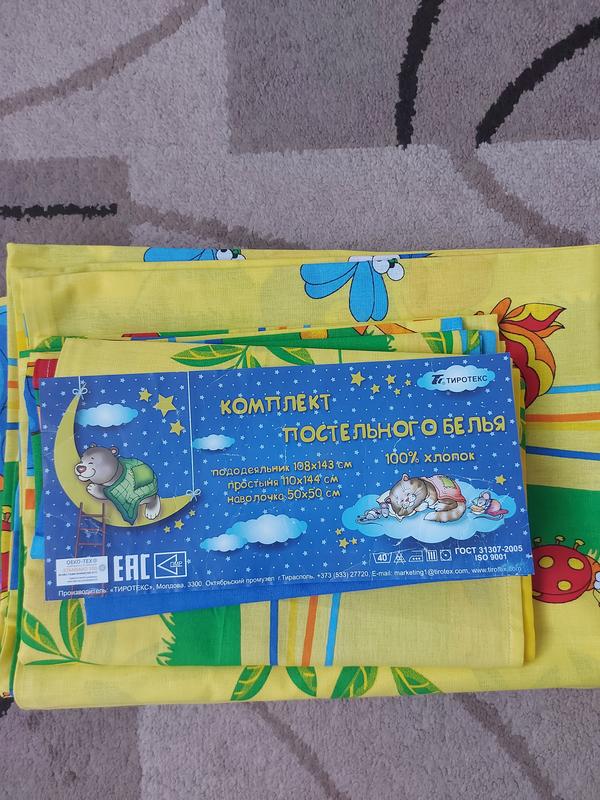 ТИРОТЕКС
КОМПЛЕКТ
ПОСТЕЛЬНОГО БЕЛЬЯ
100% хлопок
пододеяльник 108х143 см
простыня 110х144 см
наволочка 50х50 см
40
ГОСТ 31307-2005
ISO 9001
OEKO-TEX®
ЕАС
Производитель: «ТИРОТЕКС», Молдова, 3300, Октябрьский промузел г.Тирасполь, +373 (533) 27720, E-mail: marketing1@tirotex.com, www.tirotex.com